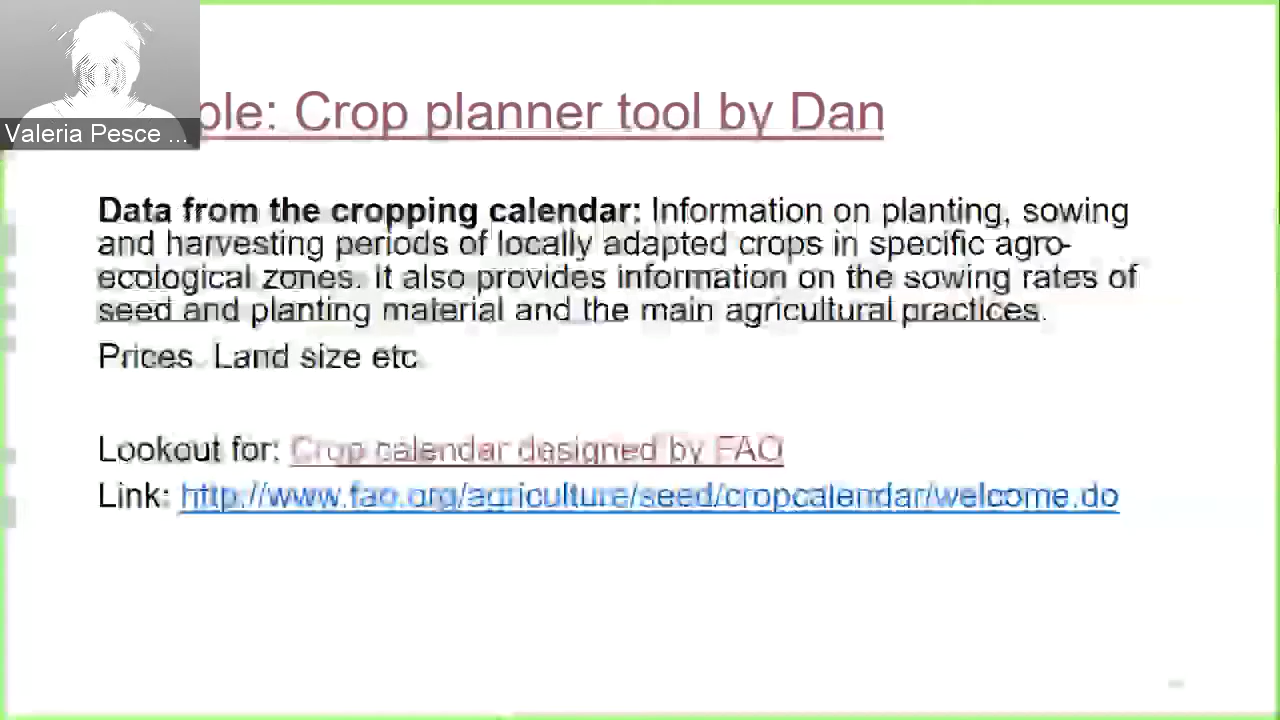 ple: Crop planner tool by Dan
Valeria Pesce ...
Data from the cropping calendar: Information on planting, sowing
and harvesting periods of locally adapted crops in specific agro-
ecological zones. It also provides information on the sowing rates of
seed and planting material and the main agricultural practices.
Prices. Land size etc.
Lookout for: Crop calendar designed by FAO
Link: http://www.fao.org/agriculture/seed/cropcalendar/welcome.do